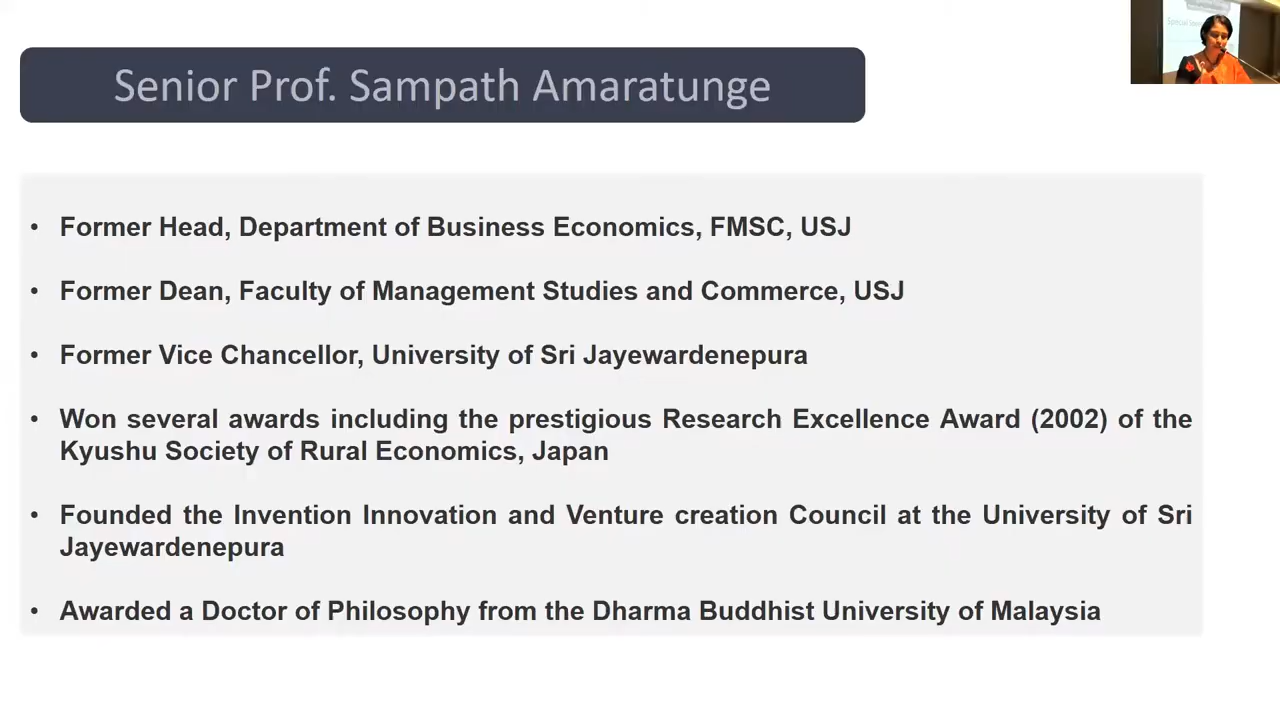 Senior Prof. Sampath Amaratunge
• Former Head, Department of Business Economics, FMSC, USJ
• Former Dean, Faculty of Management Studies and Commerce, USJ
• Former Vice Chancellor, University of Sri Jayewardenepura
• Won several awards including the prestigious Research Excellence Award (2002) of the
Kyushu Society of Rural Economics, Japan
• Founded the Invention Innovation and Venture creation Council at the University of Sri
Jayewardenepura
• Awarded a Doctor of Philosophy from the Dharma Buddhist University of Malaysia